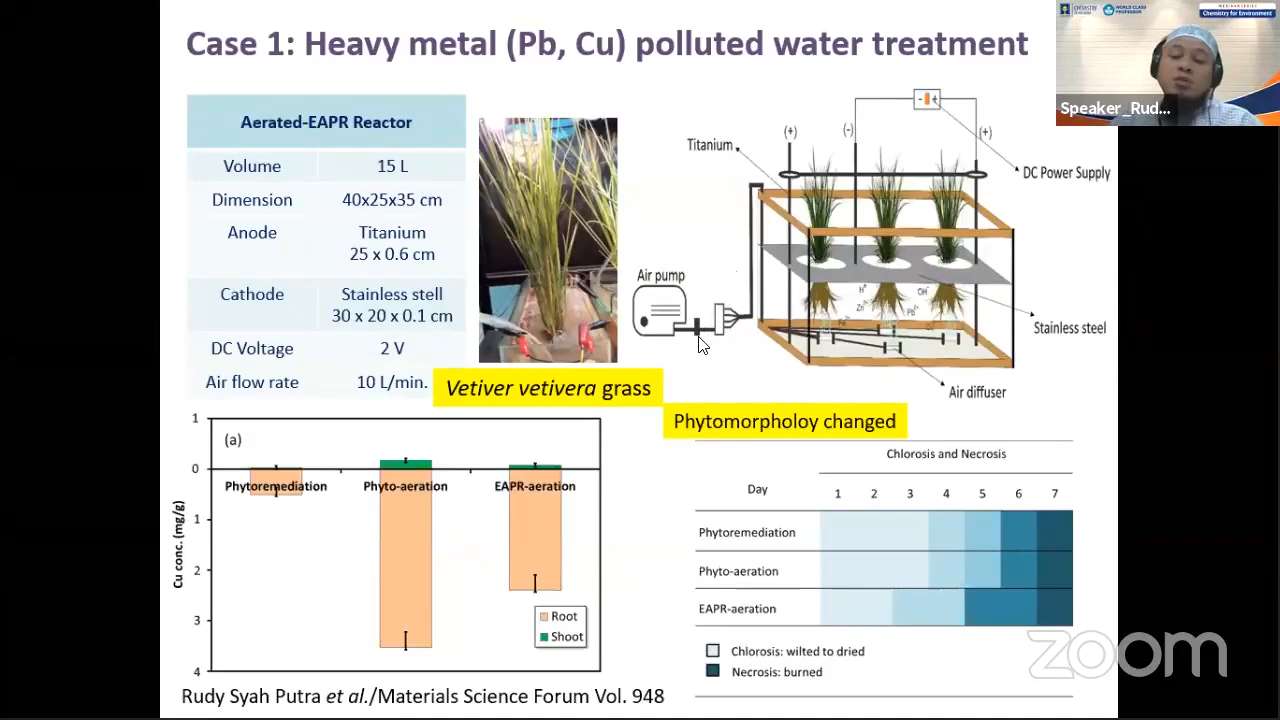 Case 1: Heavy metal (Pb, Cu) polluted water treatment
WORLD CLASS
PROFESSOR
Chemistry for Environment
Speaker_Rud...
Aerated-EAPR Reactor
Volume 15 L
Dimension 40x25x35 cm
Anode Titanium
25 x 0.6 cm
Cathode Stainless stell
30 x 20 x 0.1 cm
DC Voltage 2 V
Air flow rate 10 L/min.
(+) (-) (+)
Titanium
DC Power Supply
Air pump
H+ OH-
Stainless steel
Air diffuser
Vetiver vetivera grass
Phytomorpholoy changed
(a)
1
0
1
2
3
4
Cu conc. (mg/g)
Phytoremediation Phyto-aeration EAPR-aeration
Root
Shoot
Chlorosis and Necrosis
Day 1 2 3 4 5 6 7
Phytoremediation
Phyto-aeration
EAPR-aeration
Chlorosis: wilted to dried
Necrosis: burned
Rudy Syah Putra et al./Materials Science Forum Vol. 948
zoom